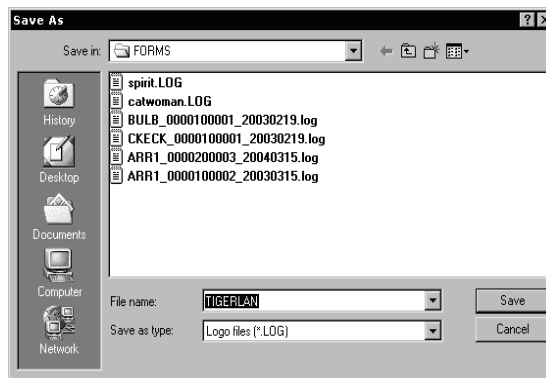 Save As
Save in: FORMS
History
Desktop
Documents
Computer
Network
spirit.LOG
catwoman.LOG
BULB_0000100001_20030219.log
CKECK_0000100001_20030219.log
ARR1_0000200003_20040315.log
ARR1_0000100002_20030315.log
File name: TIGERLAN
Save
Save as type: Logo files (*.LOG)
Cancel